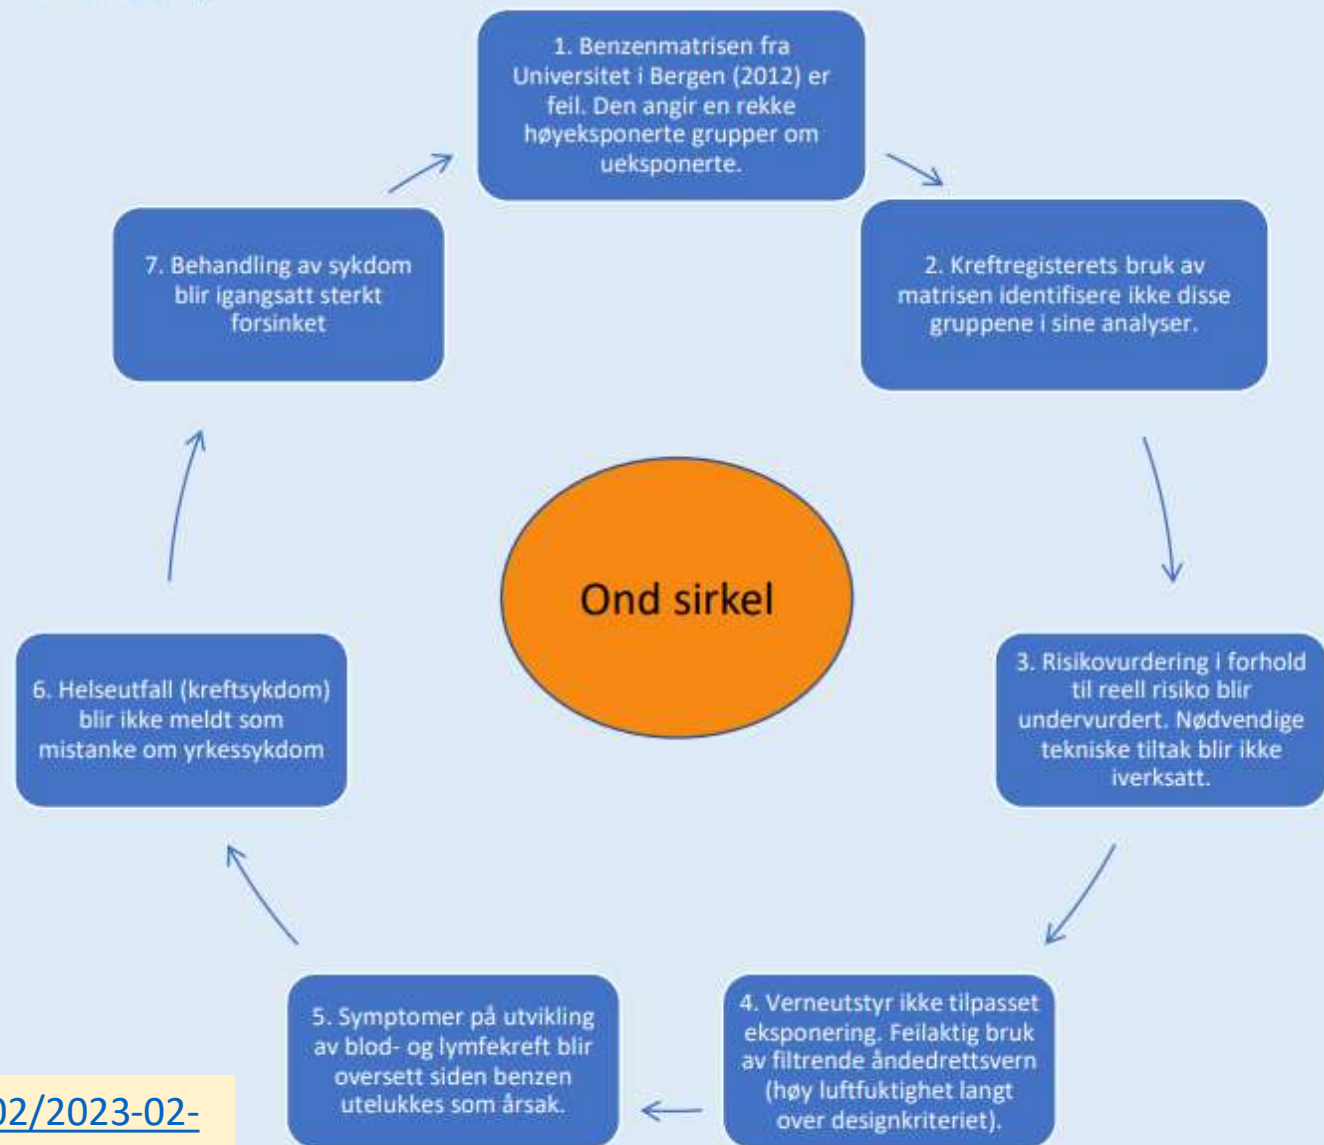 1. Benzenmatrisen fra
Universitet i Bergen (2012) er
feil. Den angir en rekke
høyeksponerte grupper om
ueksponerte.
2. Kreftregisterets bruk av
matrisen identifisere ikke disse
gruppene i sine analyser.
3. Risikovurdering i forhold
til reell risiko blir
undervurdert. Nødvendige
tekniske tiltak blir ikke
iverksatt.
4. Verneutstyr ikke tilpasset
eksponering. Feilaktig bruk
av filtrende åndedrettsvern
(høy luftfuktighet langt
over designkriteriet).
5. Symptomer på utvikling
av blod- og lymfekreft blir
oversett siden benzen
utelukkes som årsak.
6. Helseutfall (kreftsykdom)
blir ikke meldt som
mistanke om yrkessykdom
7. Behandling av sykdom
blir igangsatt sterkt
forsinket
Ond sirkel
02/2023-02-